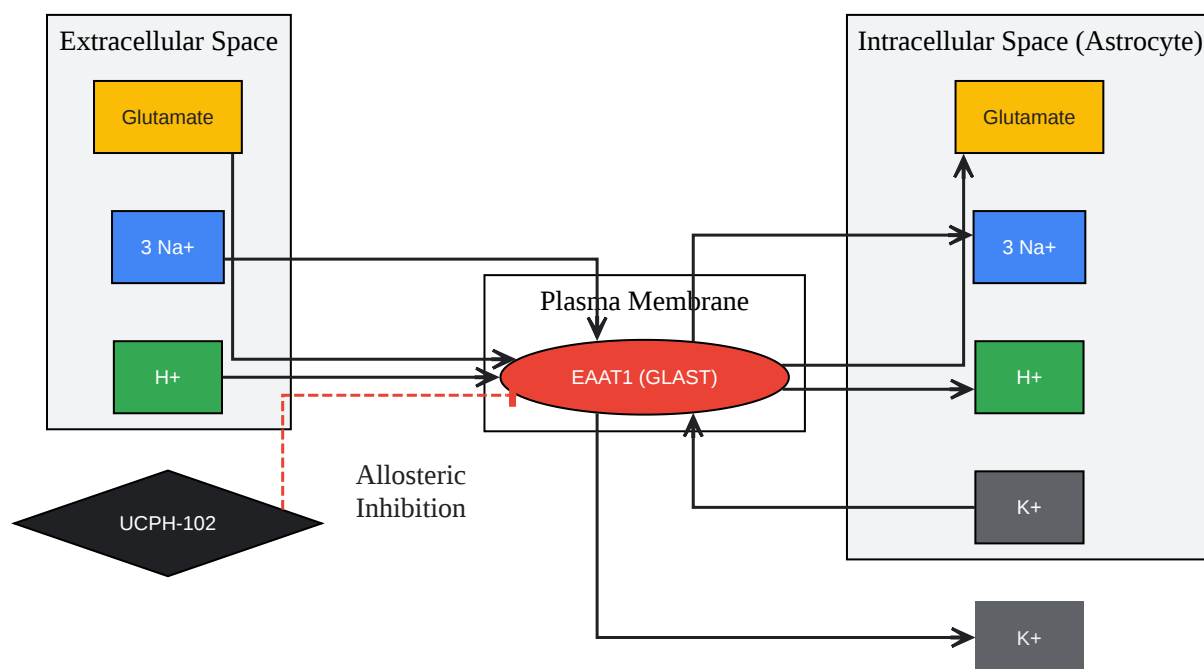 Extracellular Space
Intracellular Space (Astrocyte)
Glutamate
Glutamate
3 Na+
3 Na+
Plasma Membrane
H+
EAAT1 (GLAST)
H+
Allosteric
Inhibition
UCPH-102
K+
K+